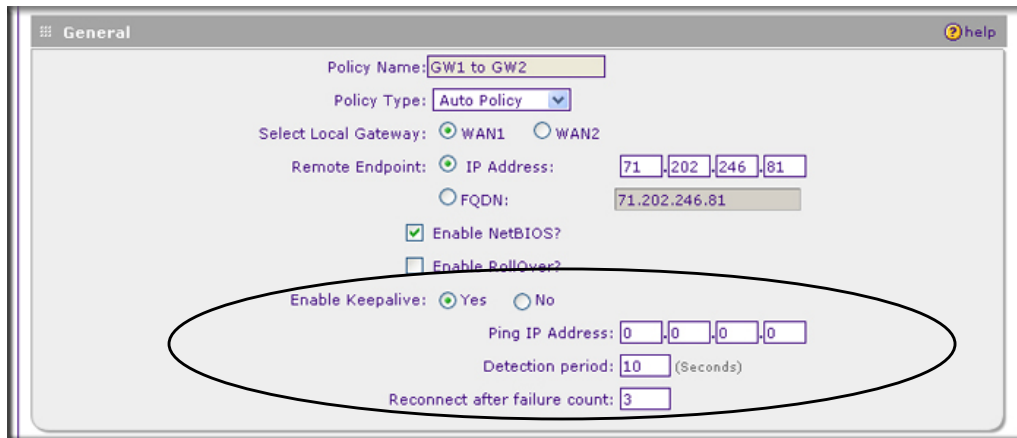 General help
Policy Name: GW1 to GW2
Policy Type: Auto Policy
Select Local Gateway: WAN1 WAN2
Remote Endpoint: IP Address: 71 .202 .246 .81
FQDN: 71.202.246.81
Enable NetBIOS?
Enable RollOver?
Enable Keepalive: Yes No
Ping IP Address: 0 .0 .0 .0
Detection period: 10 (Seconds)
Reconnect after failure count: 3